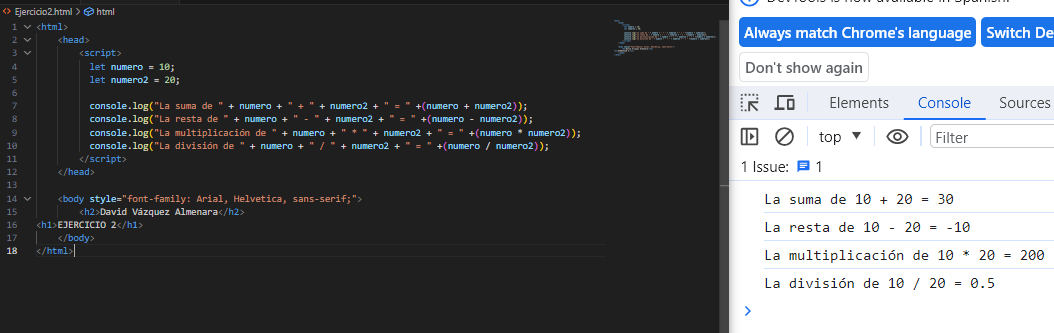 Ejercicio2.html > html
1 <html>
2 <head>
3 <script>
4 let numero = 10;
5 let numero2 = 20;
6
7 console.log("La suma de " + numero + " + " + numero2 + " = " +(numero + numero2));
8 console.log("La resta de " + numero + " - " + numero2 + " = " +(numero - numero2));
9 console.log("La multiplicación de " + numero + " * " + numero2 + " = " +(numero * numero2));
10 console.log("La división de " + numero + " / " + numero2 + " = " +(numero / numero2));
11 </script>
12 </head>
13
14 <body style="font-family: Arial, Helvetica, sans-serif;">
15 <h2>David Vázquez Almenara</h2>
16 <h1>EJERCICIO 2</h1>
17 </body>
18 </html>
DevTools is now available in Spanish!
Always match Chrome's language
Switch De
Don't show again
Elements Console Sources
top Filter
1 Issue: 1
La suma de 10 + 20 = 30
La resta de 10 - 20 = -10
La multiplicación de 10 * 20 = 200
La división de 10 / 20 = 0.5
>